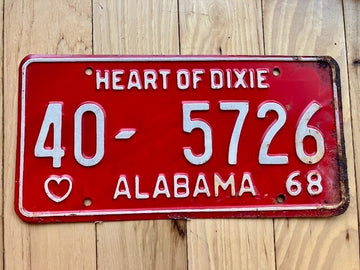 HEART OF DIXIE
40- 5726
ALABAMA 68